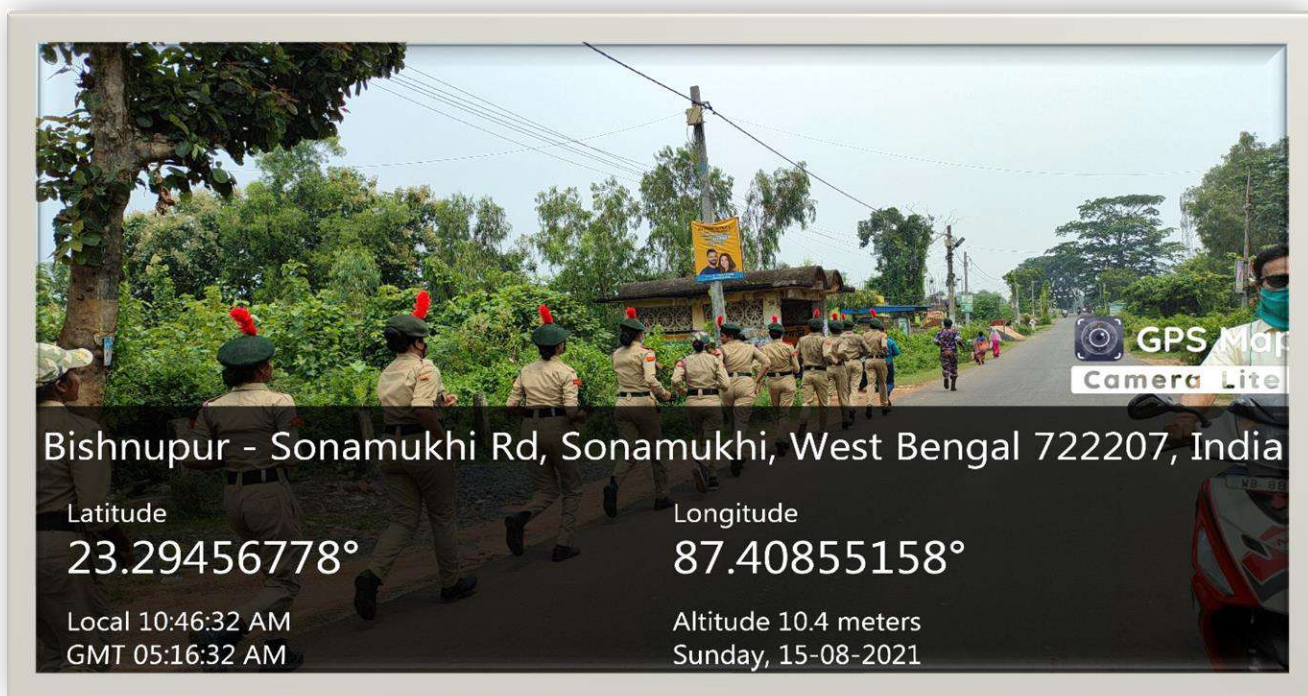 GPS Map
Camera Lite
Bishnupur - Sonamukhi Rd, Sonamukhi, West Bengal 722207, India
Latitude
23.29456778°
Longitude
87.40855158°
Local 10:46:32 AM
GMT 05:16:32 AM
Altitude 10.4 meters
Sunday, 15-08-2021